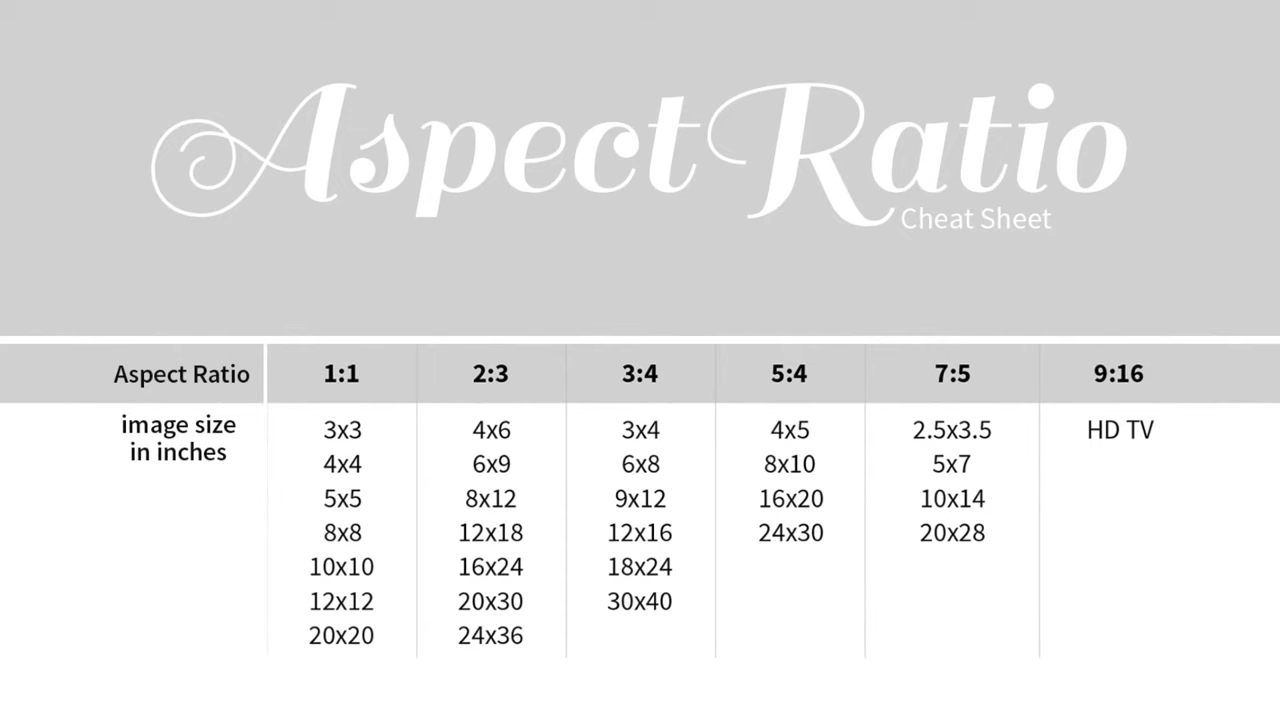 Aspect Ratio
Cheat Sheet
Aspect Ratio 1:1 2:3 3:4 5:4 7:5 9:16
image size
in inches
3x3 4x6 3x4 4x5 2.5x3.5 HD TV
4x4 6x9 6x8 8x10 5x7
5x5 8x12 9x12 16x20 10x14
8x8 12x18 12x16 24x30 20x28
10x10 16x24 18x24
12x12 20x30 30x40
20x20 24x36